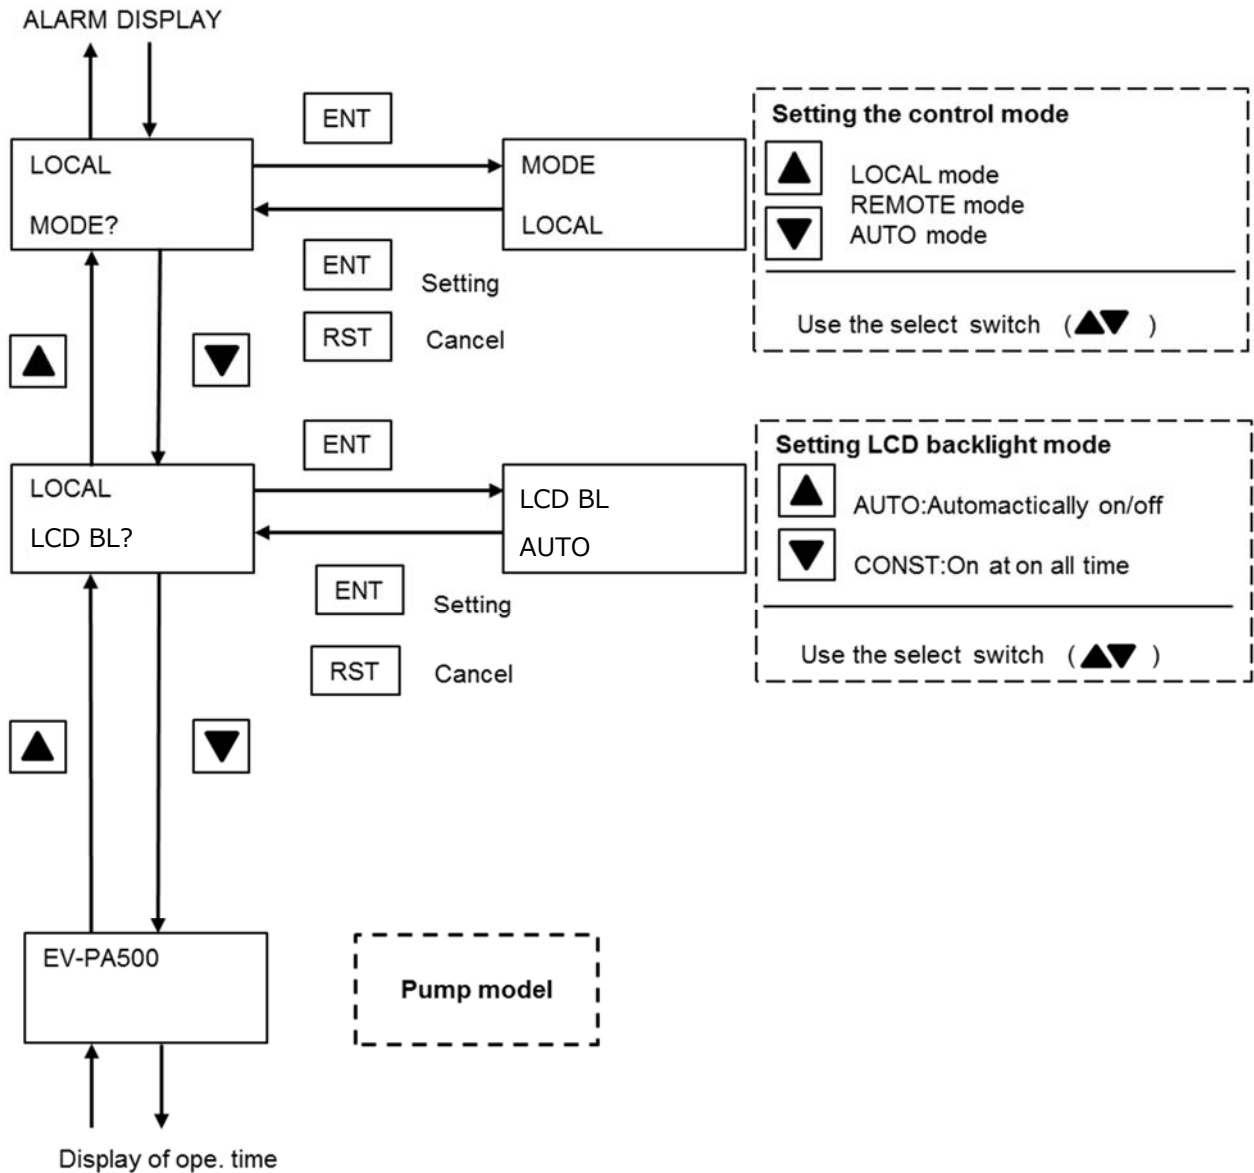 ALARM DISPLAY
ENT
LOCAL
MODE?
MODE
LOCAL
Setting the control mode
LOCAL mode
REMOTE mode
AUTO mode
Use the select switch (▲▼ )
ENT Setting
RST Cancel
▲ ▼
ENT
LOCAL
LCD BL?
LCD BL
AUTO
Setting LCD backlight mode
▲ AUTO:Automactically on/off
▼ CONST:On at on all time
Use the select switch (▲▼ )
ENT Setting
RST Cancel
▲ ▼
EV-PA500
Pump model
Display of ope. time